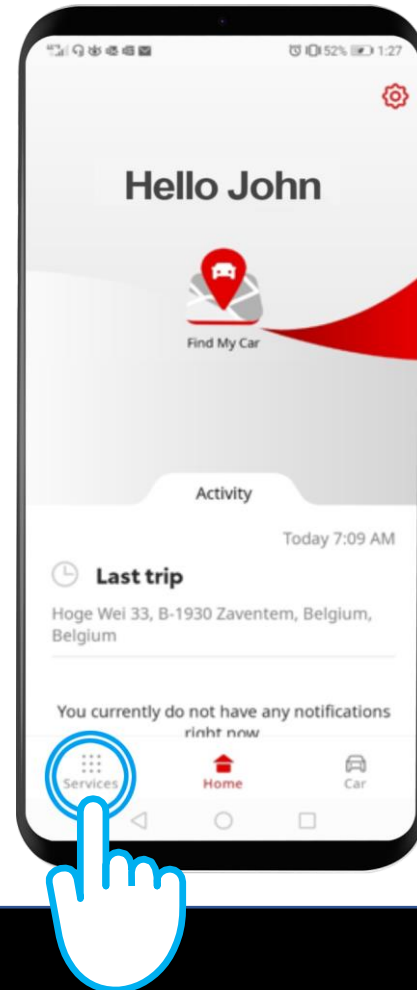 52% 1:27
Hello John
Find My Car
Activity
Today 7:09 AM
Last trip
Hoge Wei 33, B-1930 Zaventem, Belgium,
Belgium
You currently do not have any notifications
right now
Services Home Car